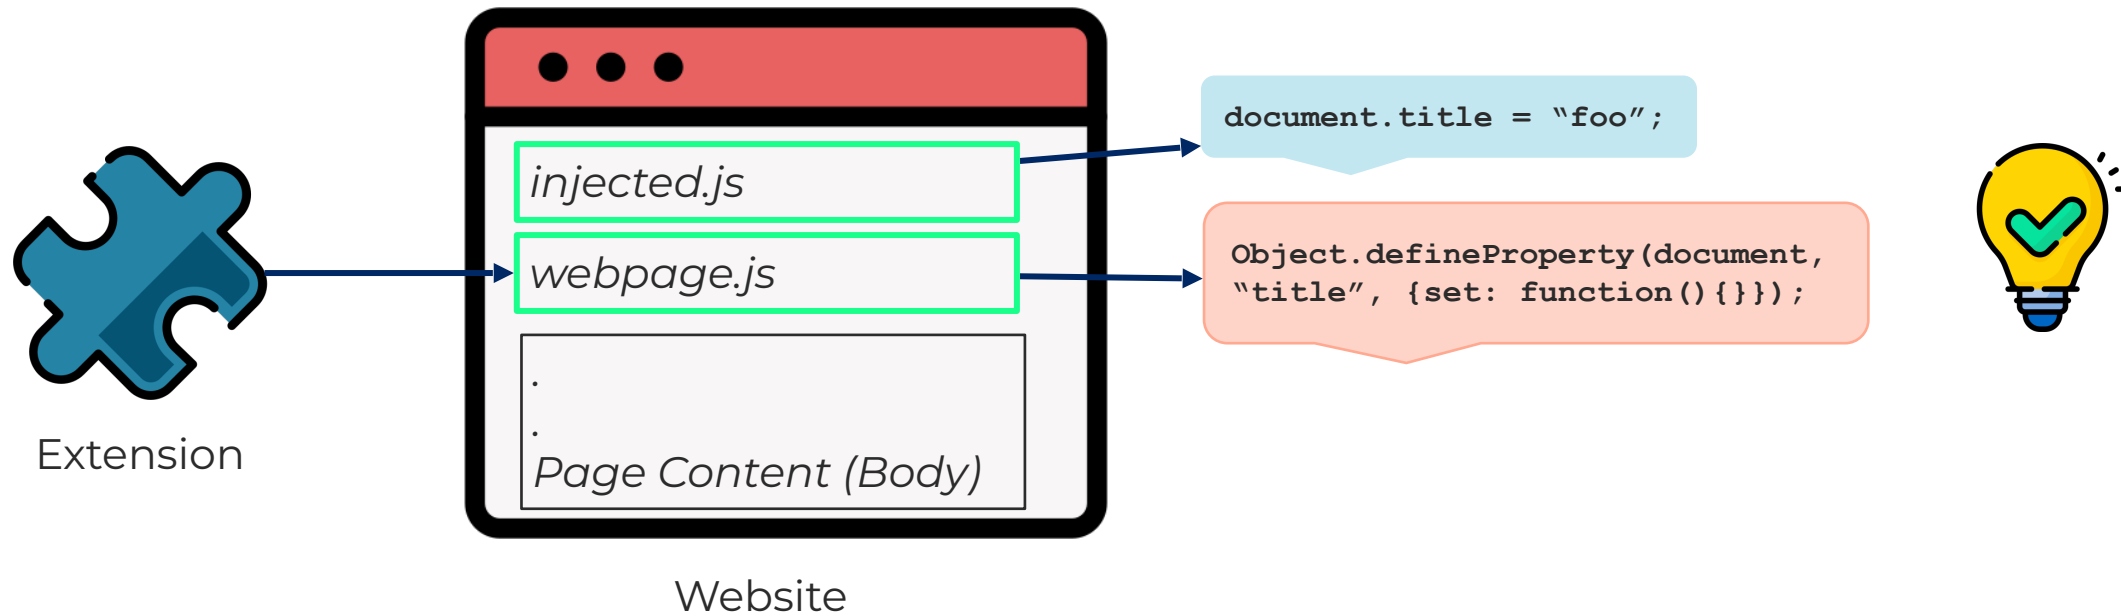 document.title = “foo”;
injected.js
Object.defineProperty(document,
“title”, {set: function(){}});
webpage.js
.
.
Page Content (Body)
Extension
Website